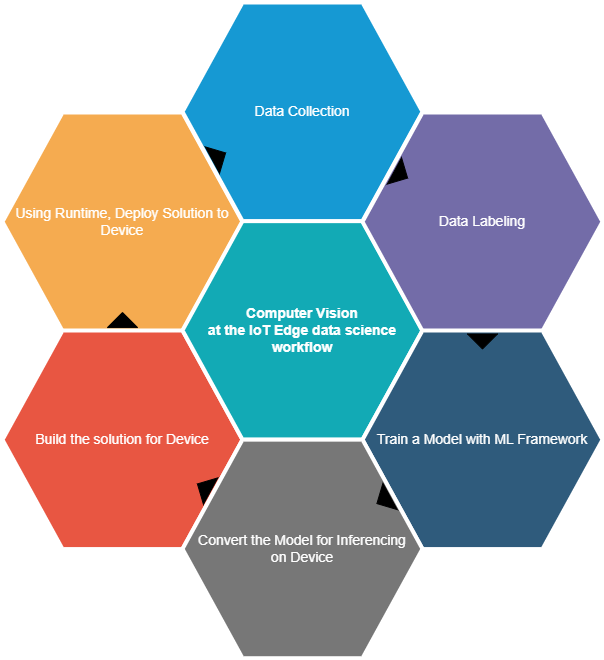 Data Collection
Data Labeling
Train a Model with ML Framework
Convert the Model for Inferencing
on Device
Build the solution for Device
Using Runtime, Deploy Solution to
Device
Computer Vision
at the IoT Edge data science
workflow